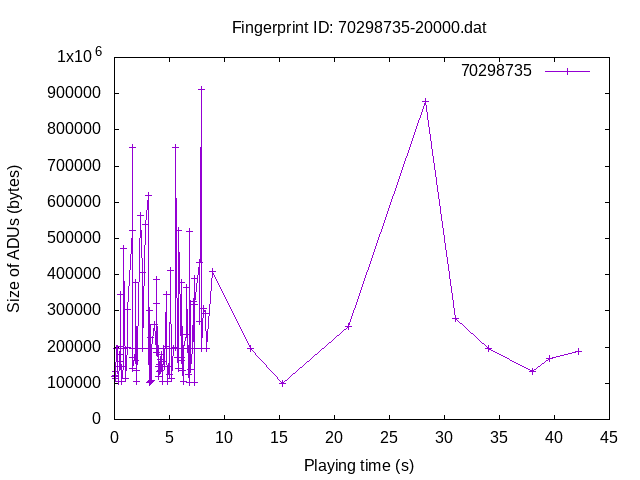 Fingerprint ID: 70298735-20000.dat
1x10^6
70298735
900000
800000
700000
600000
500000
400000
300000
200000
100000
0
Size of ADUs (bytes)
0 5 10 15 20 25 30 35 40 45
Playing time (s)